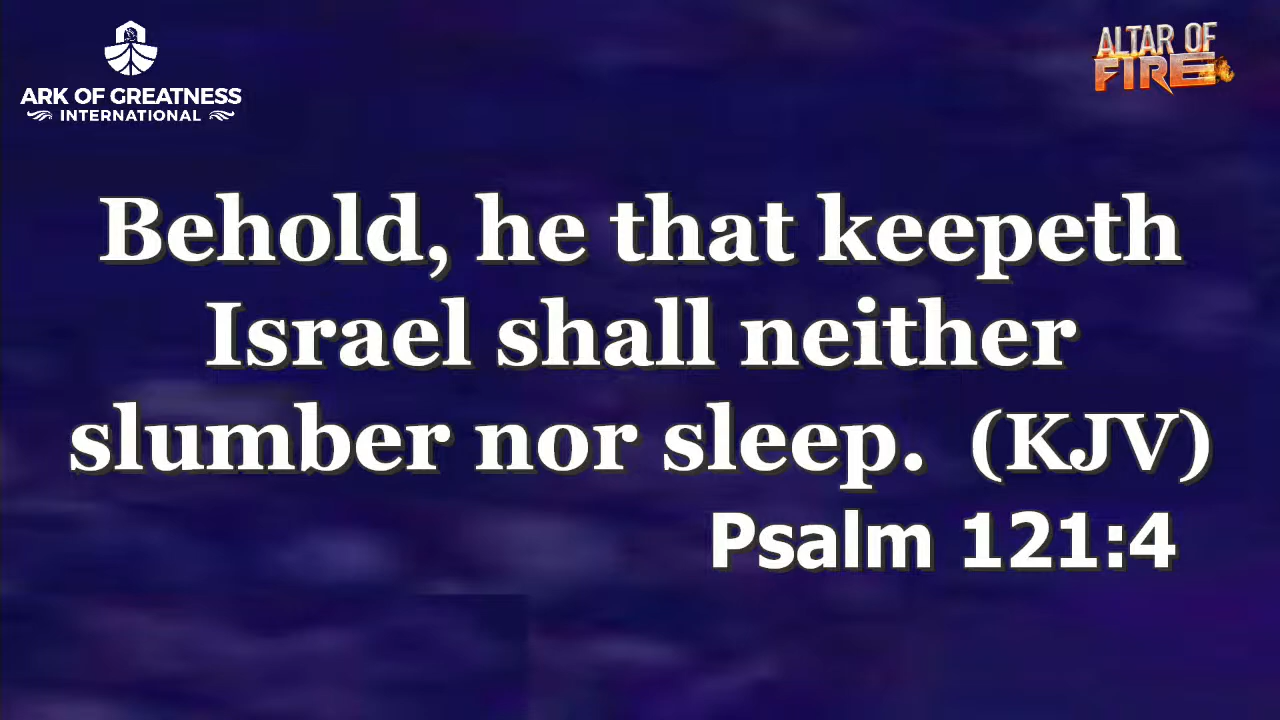 ARK OF GREATNESS
INTERNATIONAL
ALTAR OF
FIRE
Behold, he that keepeth
Israel shall neither
slumber nor sleep. (KJV)
Psalm 121:4